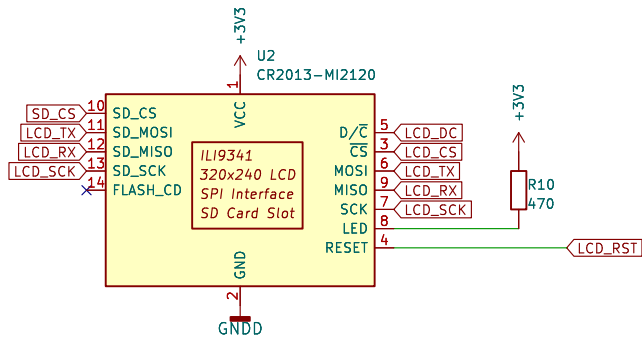 +3V3
U2
CR2013-MI2120
1
VCC
SD_CS 10 SD_CS
LCD_TX 11 SD_MOSI
LCD_RX 12 SD_MISO
LCD_SCK 13 SD_SCK
14 FLASH_CD
ILI9341
320x240 LCD
SPI Interface
SD Card Slot
D/C 5 LCD_DC
CS 3 LCD_CS
MOSI 6 LCD_TX
MISO 9 LCD_RX
SCK 7 LCD_SCK
LED 8
RESET 4 LCD_RST
+3V3
R10
470
GND
2
GNDD